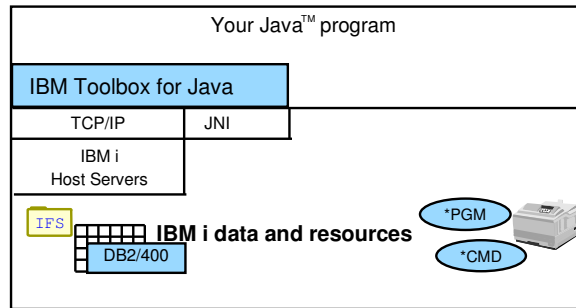 Your Java™ program
IBM Toolbox for Java
TCP/IP
JNI
IBM i
Host Servers
IFS
DB2/400
IBM i data and resources
*PGM
*CMD